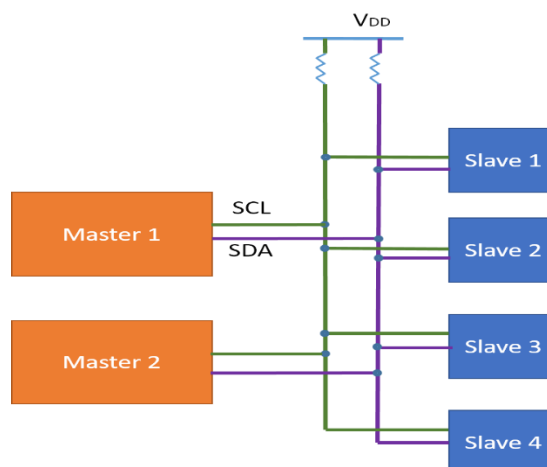 VDD
Slave 1
SCL
Master 1
SDA
Slave 2
Slave 3
Master 2
Slave 4